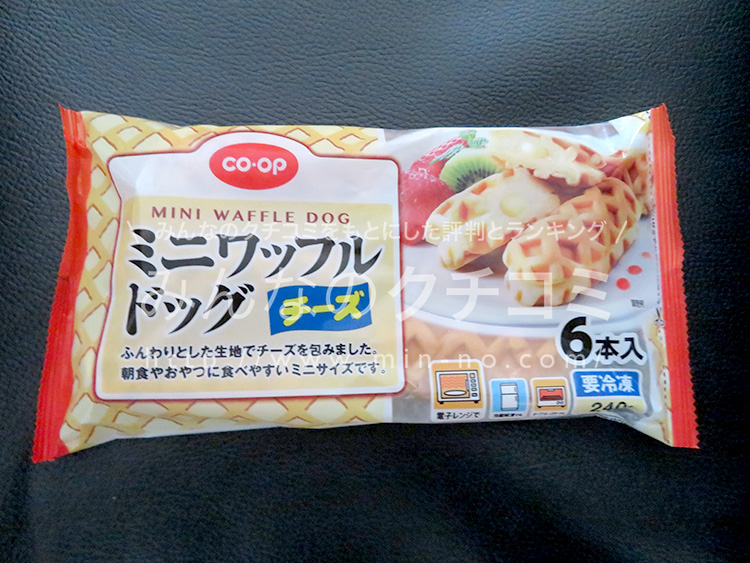 CO·OP
MINI WAFFLE DOG
ミニワッフル
ドッグ
チーズ
ふんわりとした生地でチーズを包みました。
朝食やおやつに食べやすいミニサイズです。
6本入
要冷凍
電子レンジで
\ みんなのクチコミをもとにした評判とランキング /
みんなのクチコミ
www.min-no.com